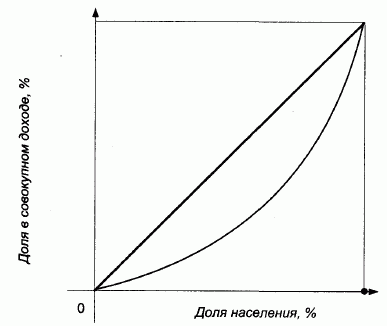 Доля в совокупном доходе, %
0
Доля населения, %